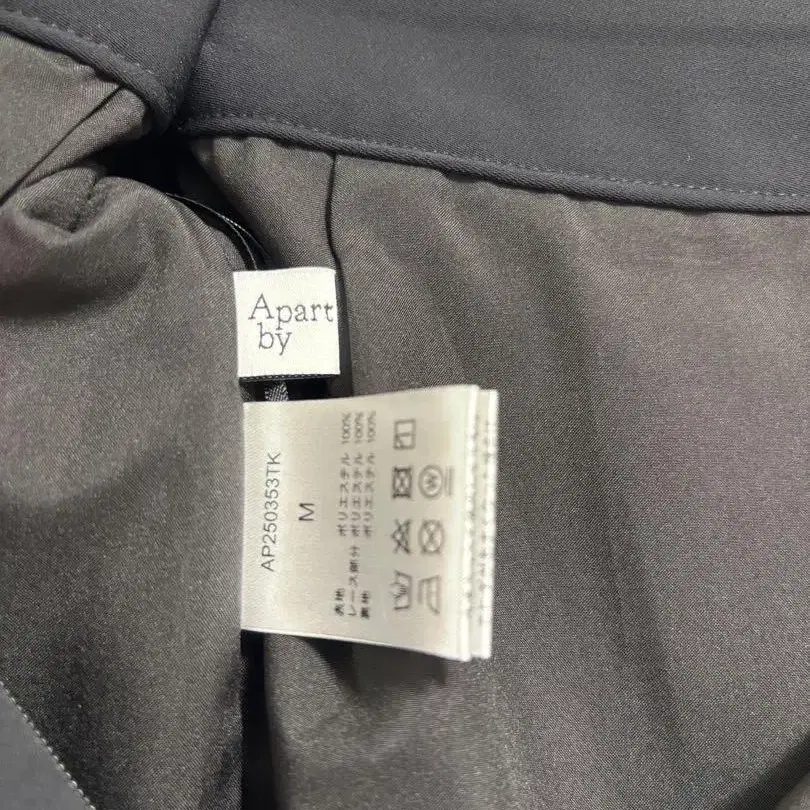 Apart
by
AP250353TK
M
表地 ポリエステル 100%
レース部分 ポリエステル 100%
裏地 ポリエステル 100%